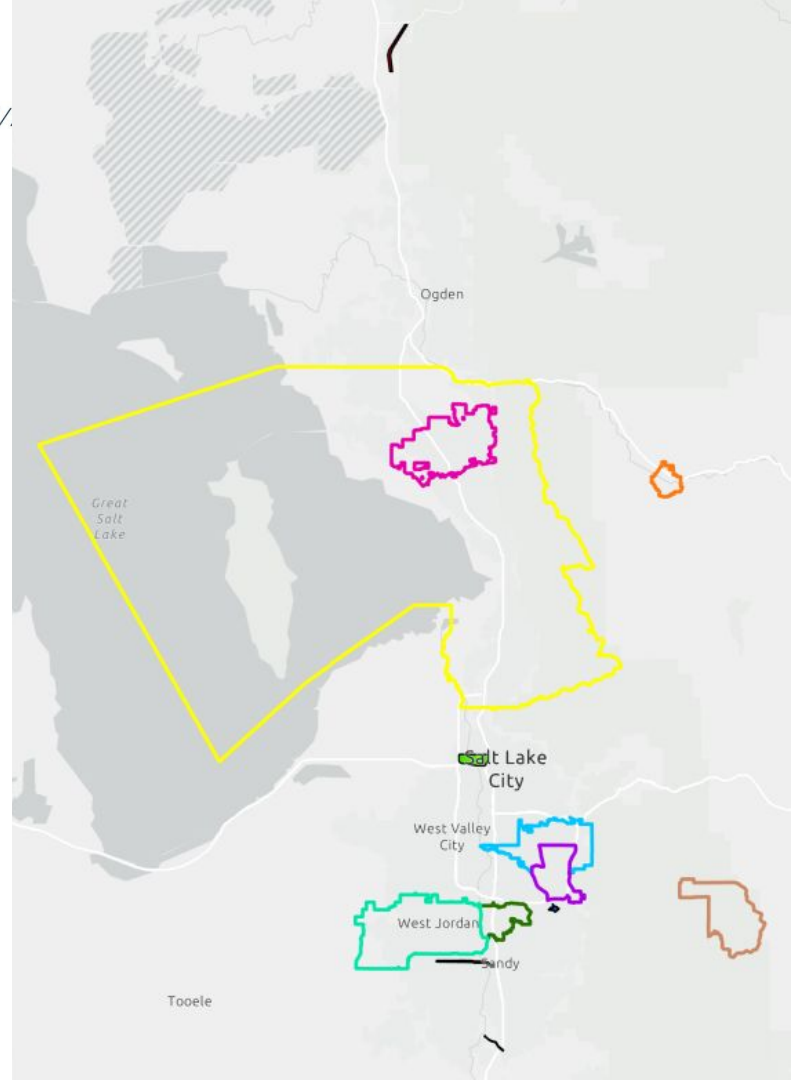 /.
Ogden
Great
Salt
Lake
Salt Lake
City
West Valley
City
West Jordan
Sandy
Tooele